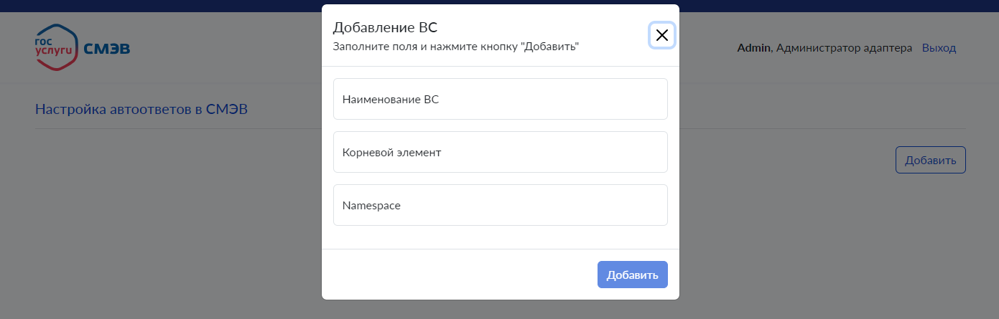 Добавление ВС
Заполните поля и нажмите кнопку "Добавить"
гос
услуги
СМЭВ
Admin, Администратор адаптера
Выход
Настройка автоответов в СМЭВ
Добавить
Наименование ВС
Корневой элемент
Namespace
Добавить